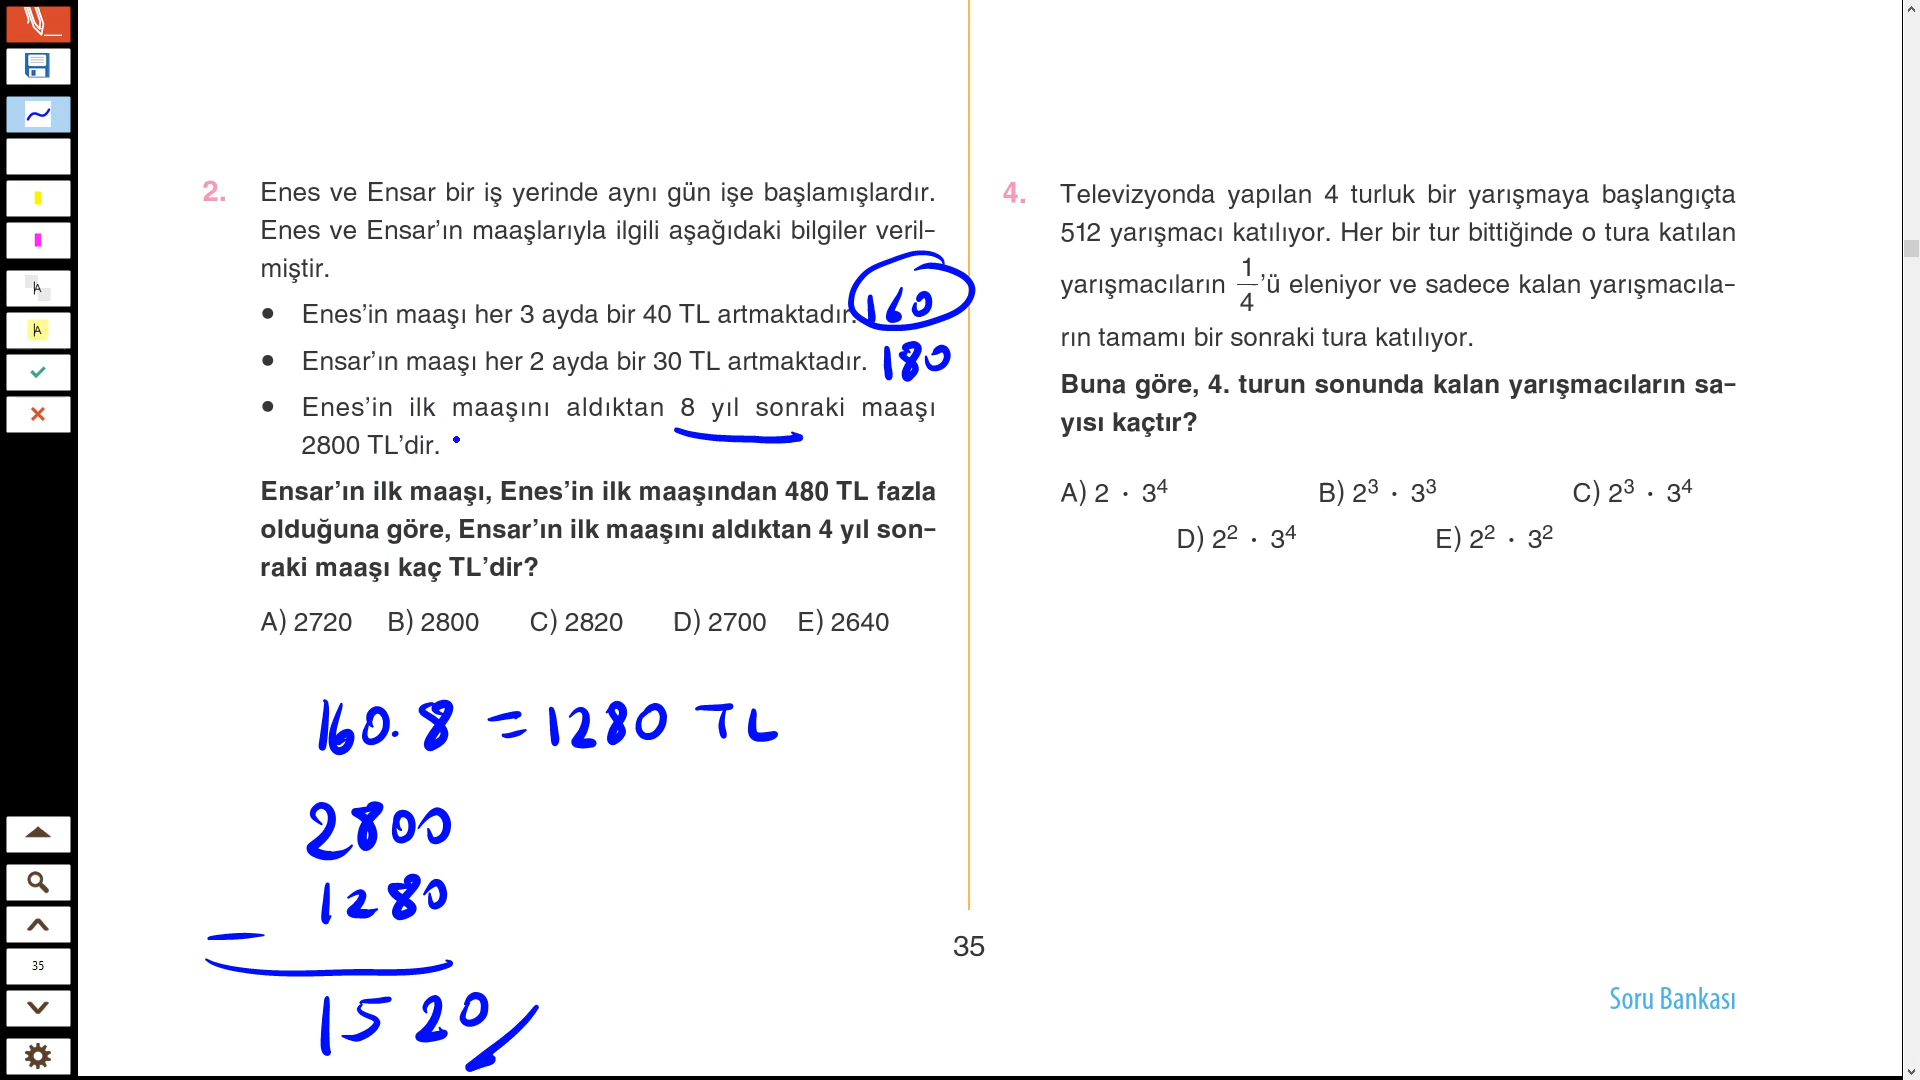 2. Enes ve Ensar bir iş yerinde aynı gün işe başlamışlardır.
Enes ve Ensar'ın maaşlarıyla ilgili aşağıdaki bilgiler veril-
miştir.
• Enes'in maaşı her 3 ayda bir 40 TL artmaktadır. 160
• Ensar'ın maaşı her 2 ayda bir 30 TL artmaktadır. 180
• Enes'in ilk maaşını aldıktan 8 yıl sonraki maaşı
2800 TL'dir.
Ensar'ın ilk maaşı, Enes'in ilk maaşından 480 TL fazla
olduğuna göre, Ensar'ın ilk maaşını aldıktan 4 yıl son-
raki maaşı kaç TL'dir?
A) 2720 B) 2800 C) 2820 D) 2700 E) 2640
160.8 = 1280 TL
2800
1280
—
1520
4. Televizyonda yapılan 4 turluk bir yarışmaya başlangıçta
512 yarışmacı katılıyor. Her bir tur bittiğinde o tura katılan
yarışmacıların 1/4'ü eleniyor ve sadece kalan yarışmacıla-
rın tamamı bir sonraki tura katılıyor.
Buna göre, 4. turun sonunda kalan yarışmacıların sa-
yısı kaçtır?
A) 2 · 3⁴ B) 2³ · 3³ C) 2³ · 3⁴
D) 2² · 3⁴ E) 2² · 3²
35
Soru Bankası
A
A
35